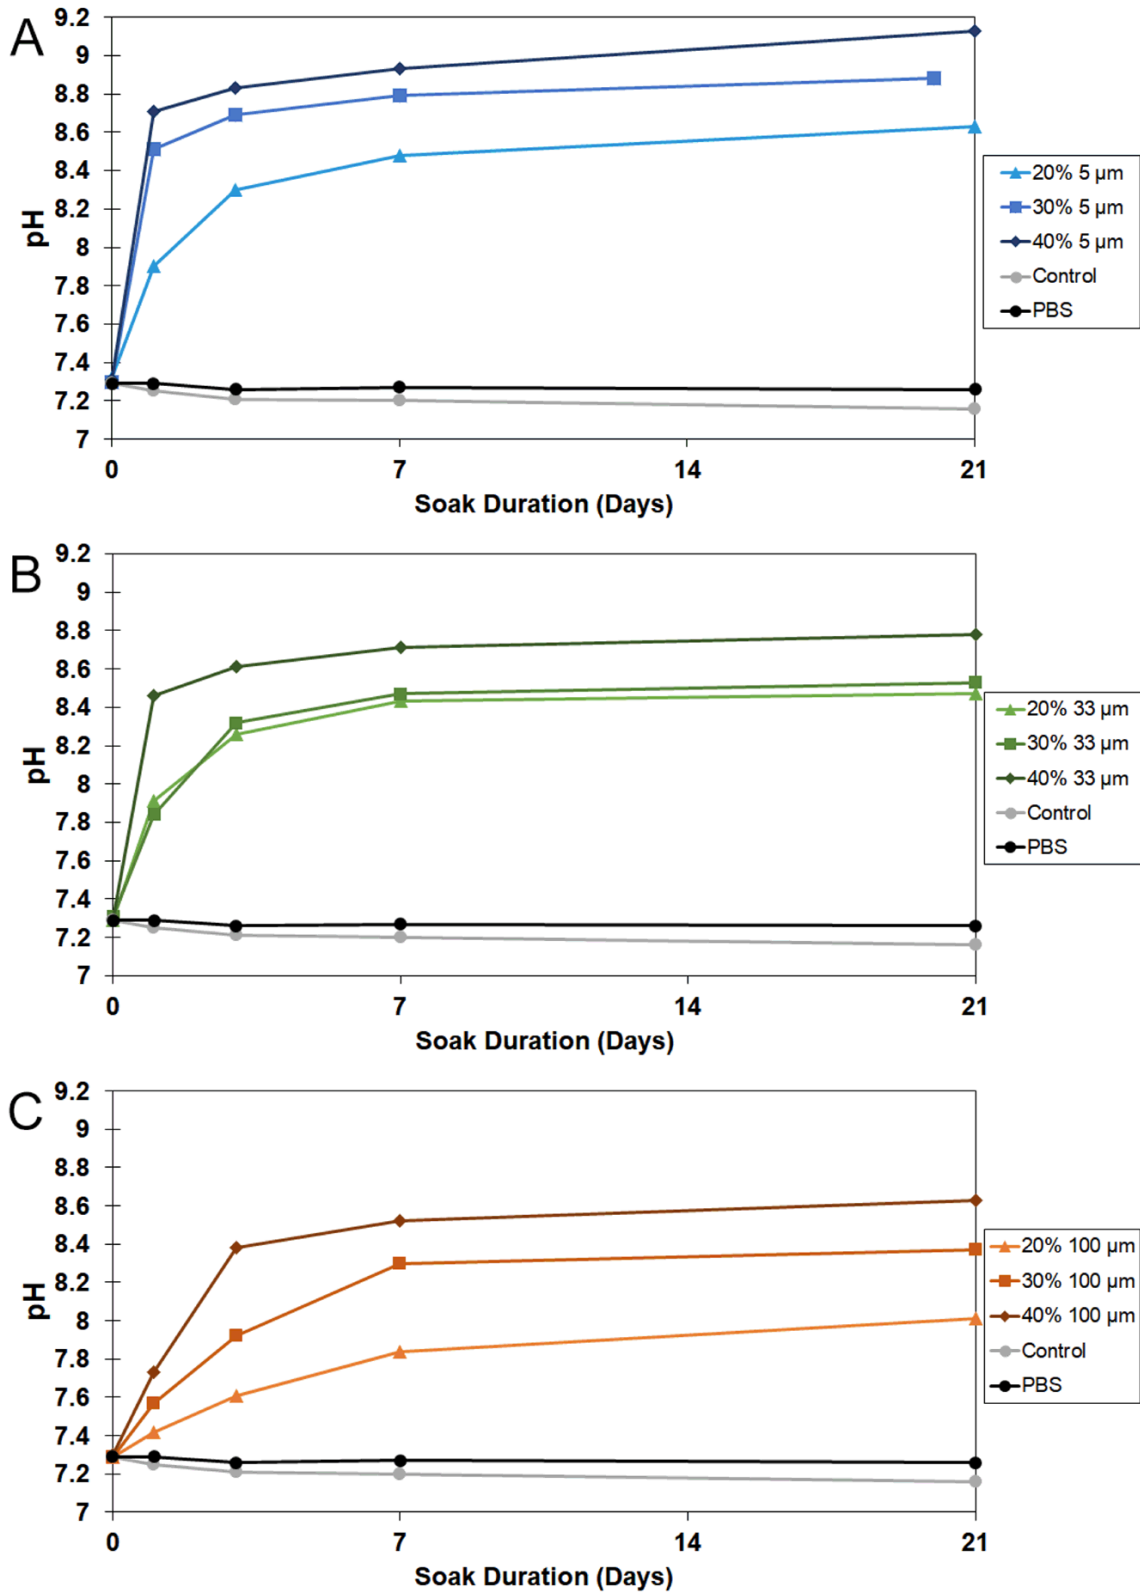 A
9.2
9
8.8
8.6
8.4
8.2
8
7.8
7.6
7.4
7.2
7
pH
0 7 14 21
Soak Duration (Days)
20% 5 µm
30% 5 µm
40% 5 µm
Control
PBS
B
9.2
9
8.8
8.6
8.4
8.2
8
7.8
7.6
7.4
7.2
7
pH
0 7 14 21
Soak Duration (Days)
20% 33 µm
30% 33 µm
40% 33 µm
Control
PBS
C
9.2
9
8.8
8.6
8.4
8.2
8
7.8
7.6
7.4
7.2
7
pH
0 7 14 21
Soak Duration (Days)
20% 100 µm
30% 100 µm
40% 100 µm
Control
PBS